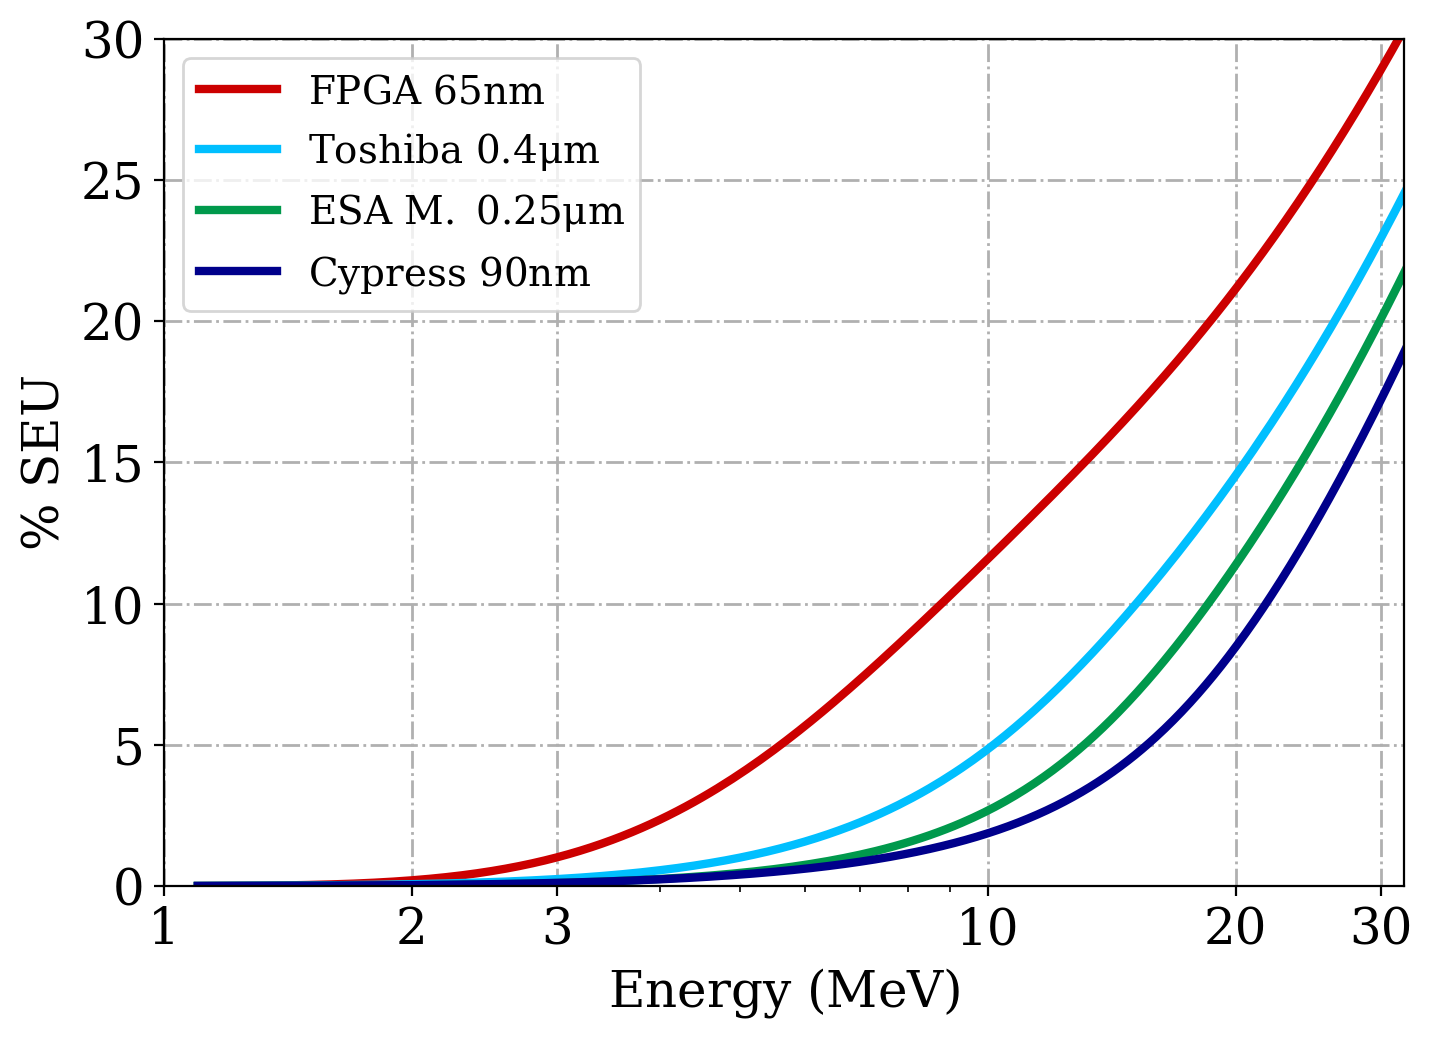 30
25
20
15
10
5
0
% SEU
FPGA 65nm
Toshiba 0.4µm
ESA M. 0.25µm
Cypress 90nm
1 2 3 10 20 30
Energy (MeV)